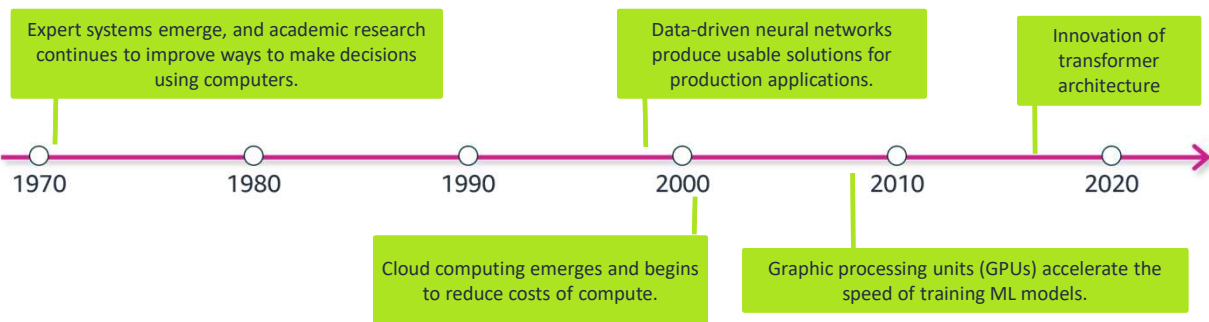 Expert systems emerge, and academic research
continues to improve ways to make decisions
using computers.
Data-driven neural networks
produce usable solutions for
production applications.
Innovation of
transformer
architecture
1970
1980
1990
2000
2010
2020
Cloud computing emerges and begins
to reduce costs of compute.
Graphic processing units (GPUs) accelerate the
speed of training ML models.